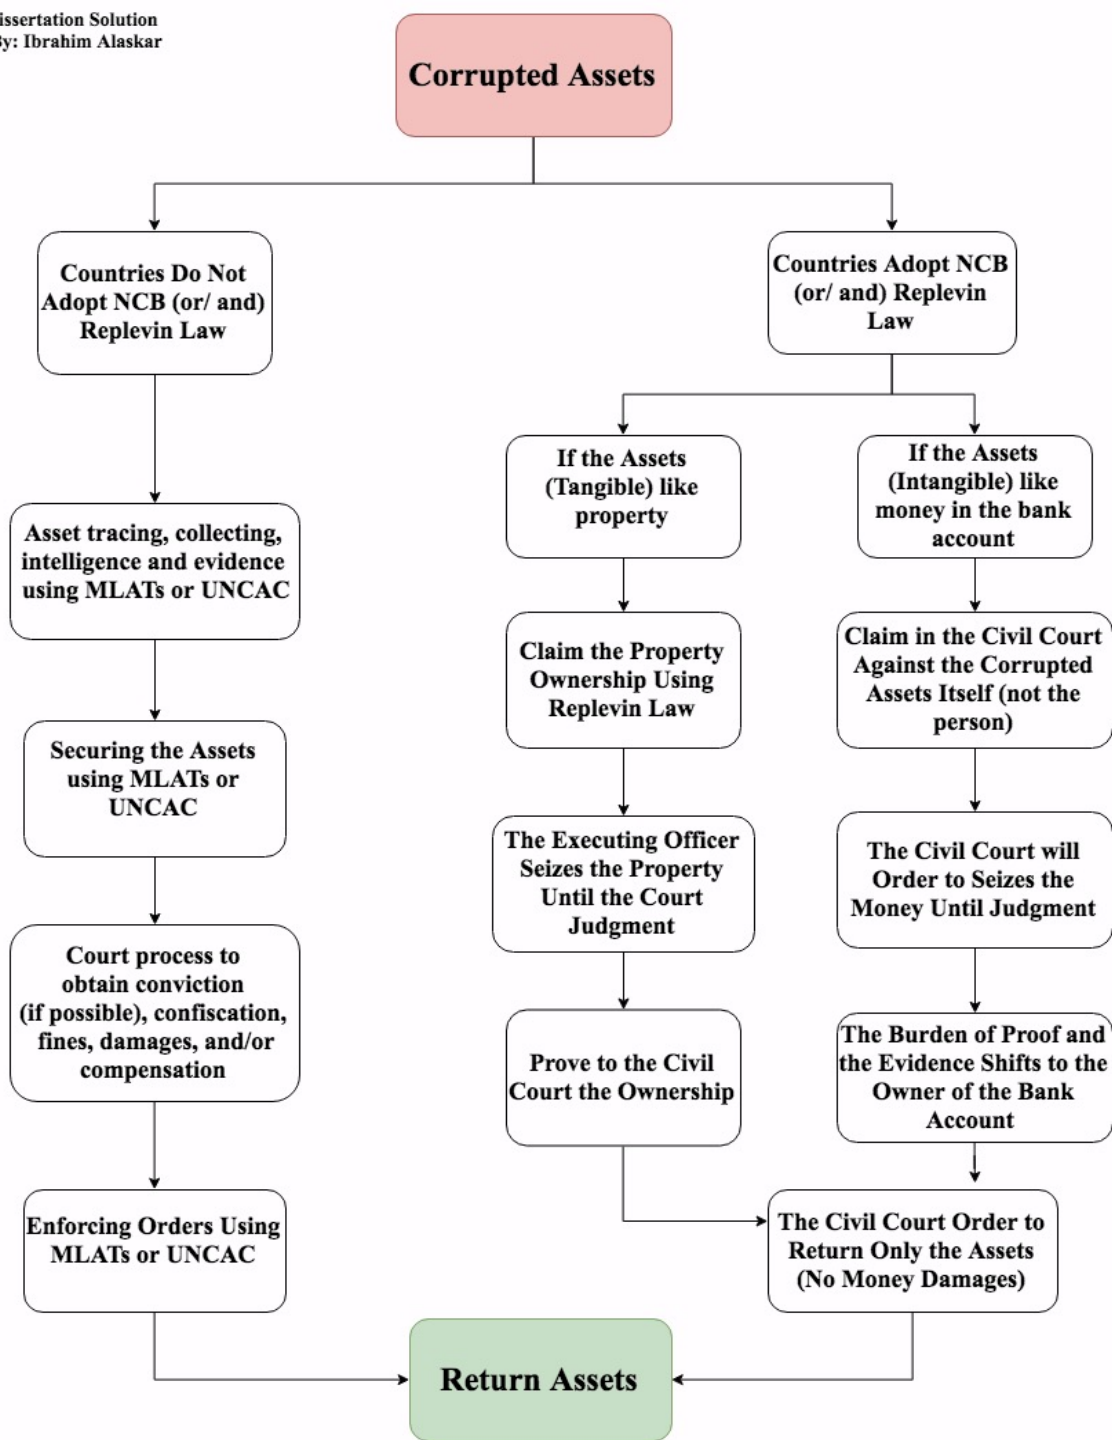 issertation Solution
By: Ibrahim Alaskar
Corrupted Assets
Countries Do Not
Adopt NCB (or/ and)
Replevin Law
Countries Adopt NCB
(or/ and) Replevin
Law
If the Assets
(Tangible) like
property
If the Assets
(Intangible) like
money in the bank
account
Asset tracing, collecting,
intelligence and evidence
using MLATs or UNCAC
Claim the Property
Ownership Using
Replevin Law
Claim in the Civil Court
Against the Corrupted
Assets Itself (not the
person)
Securing the Assets
using MLATs or
UNCAC
The Executing Officer
Seizes the Property
Until the Court
Judgment
The Civil Court will
Order to Seizes the
Money Until Judgment
Court process to
obtain conviction
(if possible), confiscation,
fines, damages, and/or
compensation
Prove to the Civil
Court the Ownership
The Burden of Proof and
the Evidence Shifts to the
Owner of the Bank
Account
Enforcing Orders Using
MLATs or UNCAC
The Civil Court Order to
Return Only the Assets
(No Money Damages)
Return Assets